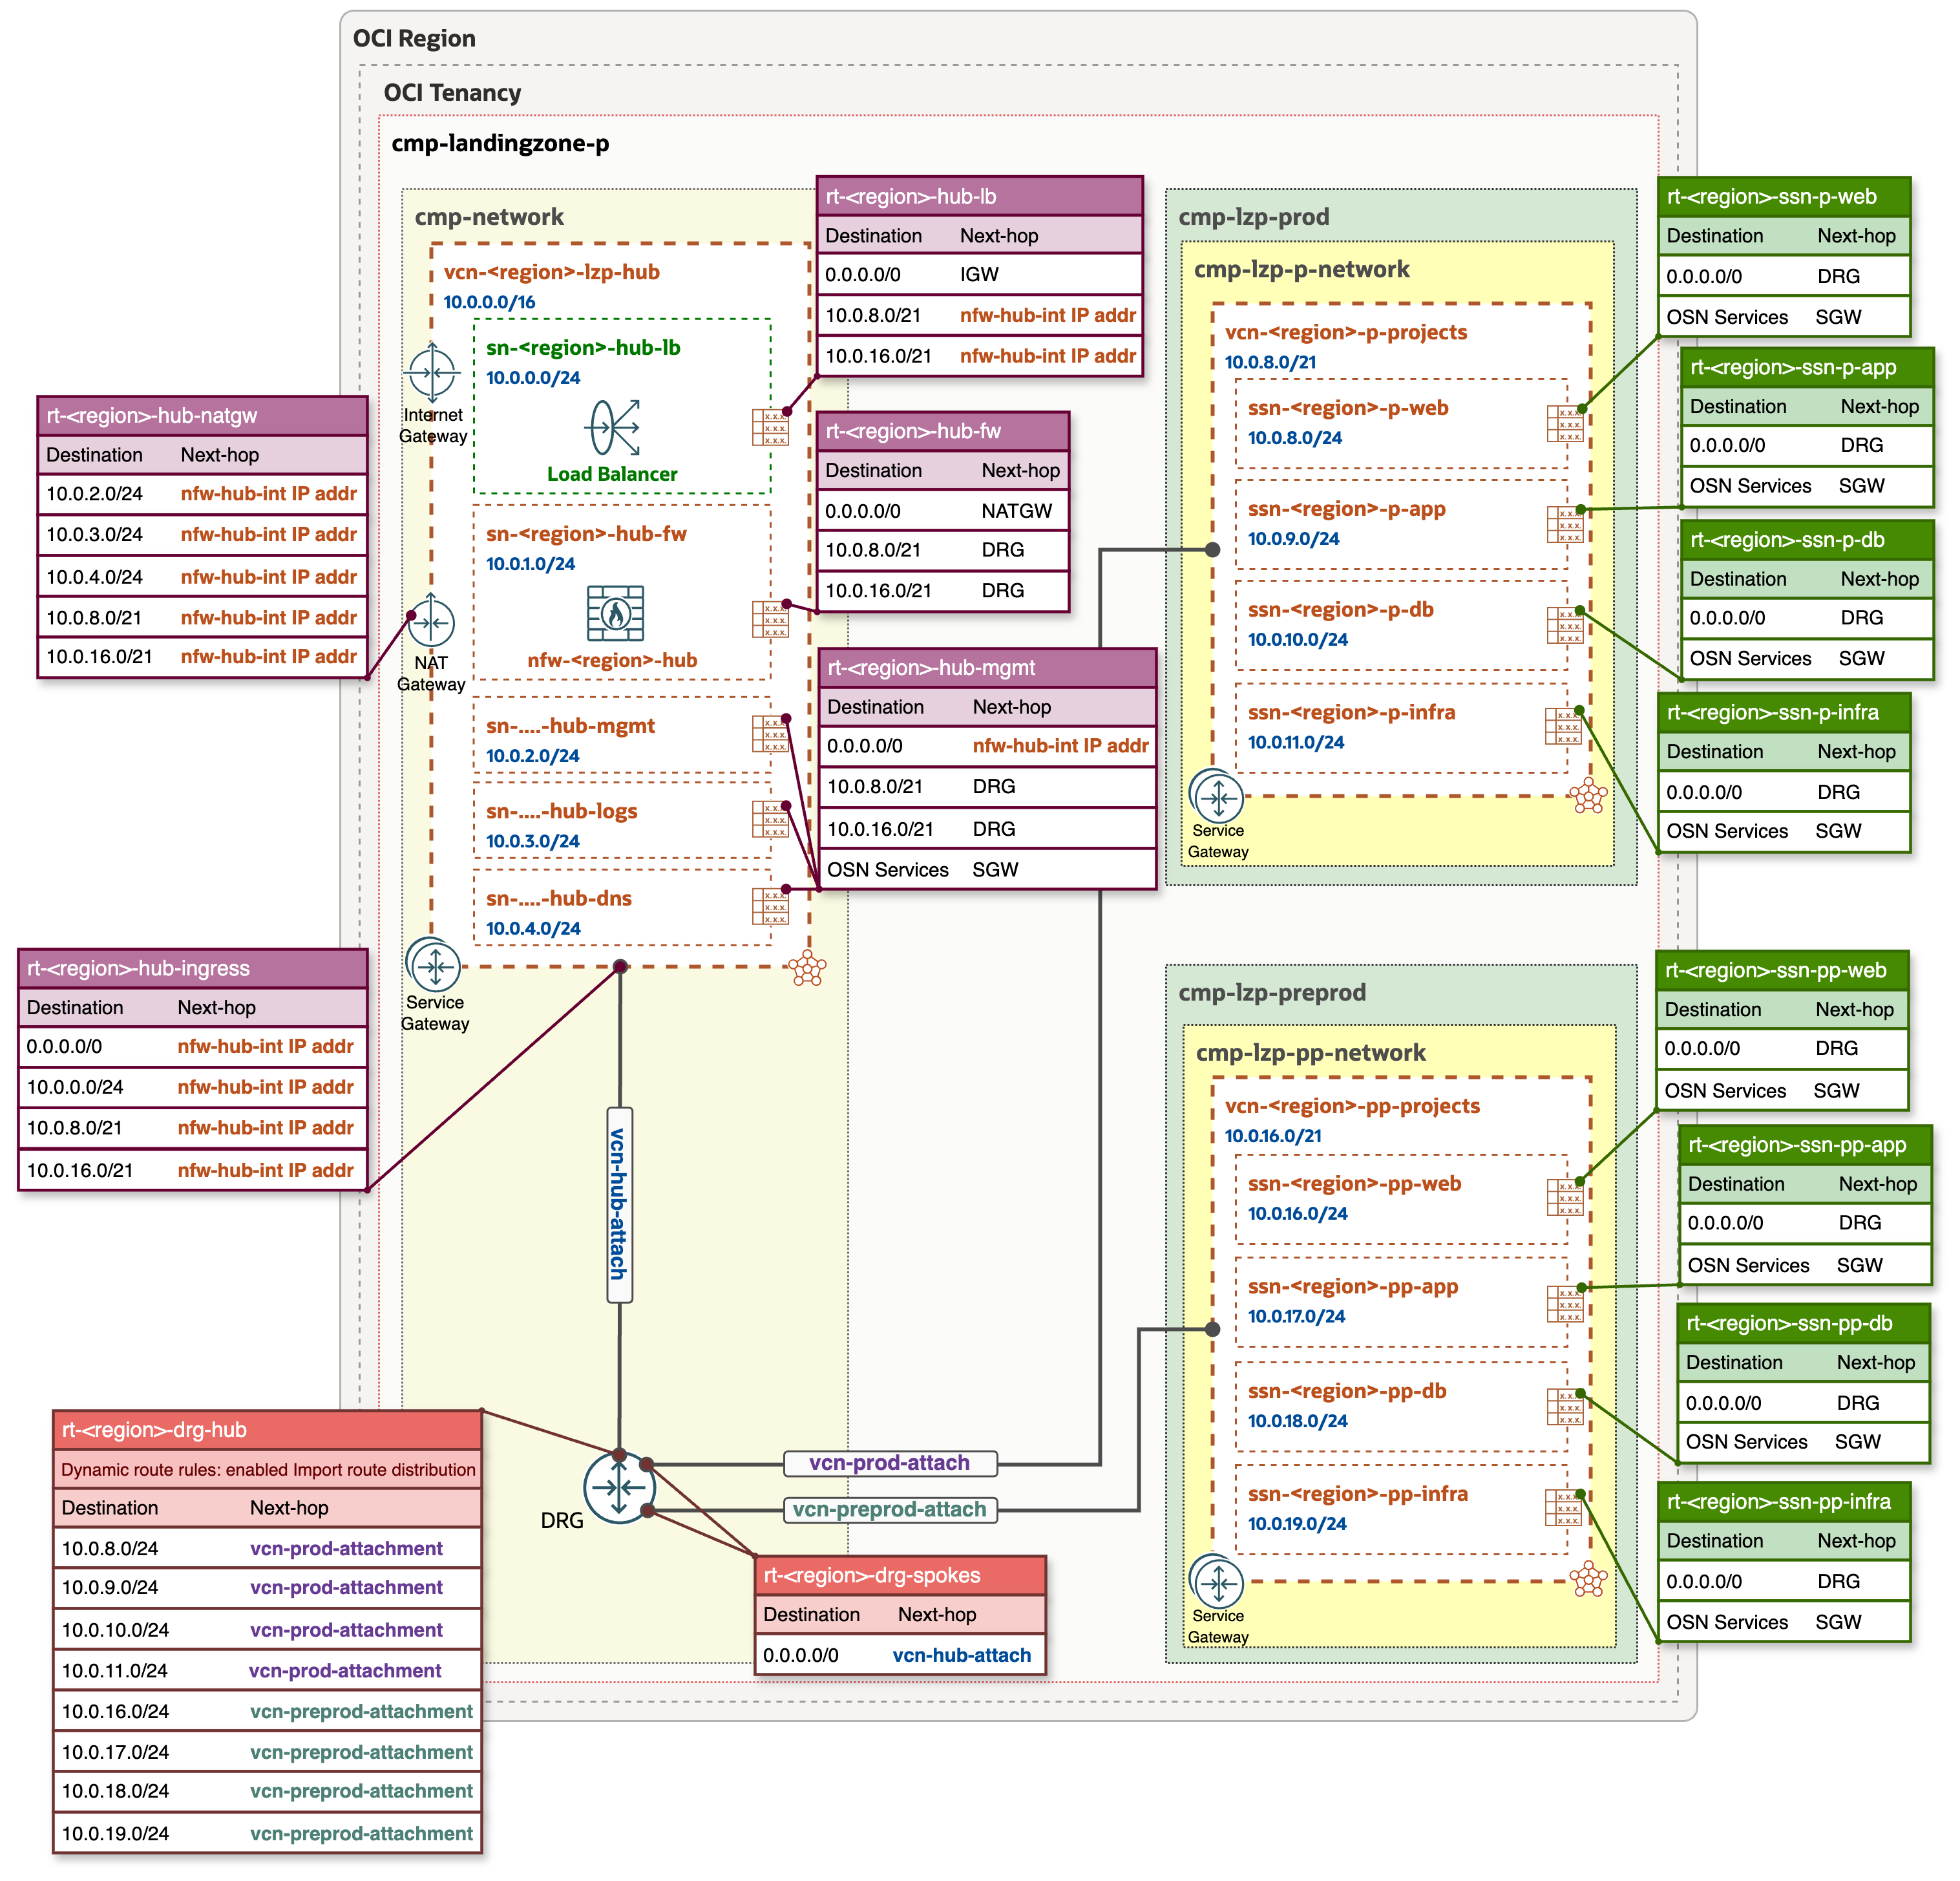 OCI Region
OCI Tenancy
cmp-landingzone-p
cmp-network
vcn-<region>-lzp-hub
10.0.0.0/16
sn-<region>-hub-lb
10.0.0.0/24
Load Balancer
Internet
Gateway
sn-<region>-hub-fw
10.0.1.0/24
nfw-<region>-hub
NAT
Gateway
sn-....-hub-mgmt
10.0.2.0/24
sn-....-hub-logs
10.0.3.0/24
sn-....-hub-dns
10.0.4.0/24
Service
Gateway
rt-<region>-hub-lb
Destination Next-hop
0.0.0.0/0 IGW
10.0.8.0/21 nfw-hub-int IP addr
10.0.16.0/21 nfw-hub-int IP addr
rt-<region>-hub-fw
Destination Next-hop
0.0.0.0/0 NATGW
10.0.8.0/21 DRG
10.0.16.0/21 DRG
rt-<region>-hub-mgmt
Destination Next-hop
0.0.0.0/0 nfw-hub-int IP addr
10.0.8.0/21 DRG
10.0.16.0/21 DRG
OSN Services SGW
rt-<region>-hub-natgw
Destination Next-hop
10.0.2.0/24 nfw-hub-int IP addr
10.0.3.0/24 nfw-hub-int IP addr
10.0.4.0/24 nfw-hub-int IP addr
10.0.8.0/21 nfw-hub-int IP addr
10.0.16.0/21 nfw-hub-int IP addr
rt-<region>-hub-ingress
Destination Next-hop
0.0.0.0/0 nfw-hub-int IP addr
10.0.0.0/24 nfw-hub-int IP addr
10.0.8.0/21 nfw-hub-int IP addr
10.0.16.0/21 nfw-hub-int IP addr
vcn-hub-attach
DRG
vcn-prod-attach
vcn-preprod-attach
rt-<region>-drg-hub
Dynamic route rules: enabled Import route distribution
Destination Next-hop
10.0.8.0/24 vcn-prod-attachment
10.0.9.0/24 vcn-prod-attachment
10.0.10.0/24 vcn-prod-attachment
10.0.11.0/24 vcn-prod-attachment
10.0.16.0/24 vcn-preprod-attachment
10.0.17.0/24 vcn-preprod-attachment
10.0.18.0/24 vcn-preprod-attachment
10.0.19.0/24 vcn-preprod-attachment
rt-<region>-drg-spokes
Destination Next-hop
0.0.0.0/0 vcn-hub-attach
cmp-lzp-prod
cmp-lzp-p-network
vcn-<region>-p-projects
10.0.8.0/21
ssn-<region>-p-web
10.0.8.0/24
ssn-<region>-p-app
10.0.9.0/24
ssn-<region>-p-db
10.0.10.0/24
ssn-<region>-p-infra
10.0.11.0/24
Service
Gateway
rt-<region>-ssn-p-web
Destination Next-hop
0.0.0.0/0 DRG
OSN Services SGW
rt-<region>-ssn-p-app
Destination Next-hop
0.0.0.0/0 DRG
OSN Services SGW
rt-<region>-ssn-p-db
Destination Next-hop
0.0.0.0/0 DRG
OSN Services SGW
rt-<region>-ssn-p-infra
Destination Next-hop
0.0.0.0/0 DRG
OSN Services SGW
cmp-lzp-preprod
cmp-lzp-pp-network
vcn-<region>-pp-projects
10.0.16.0/21
ssn-<region>-pp-web
10.0.16.0/24
ssn-<region>-pp-app
10.0.17.0/24
ssn-<region>-pp-db
10.0.18.0/24
ssn-<region>-pp-infra
10.0.19.0/24
Service
Gateway
rt-<region>-ssn-pp-web
Destination Next-hop
0.0.0.0/0 DRG
OSN Services SGW
rt-<region>-ssn-pp-app
Destination Next-hop
0.0.0.0/0 DRG
OSN Services SGW
rt-<region>-ssn-pp-db
Destination Next-hop
0.0.0.0/0 DRG
OSN Services SGW
rt-<region>-ssn-pp-infra
Destination Next-hop
0.0.0.0/0 DRG
OSN Services SGW